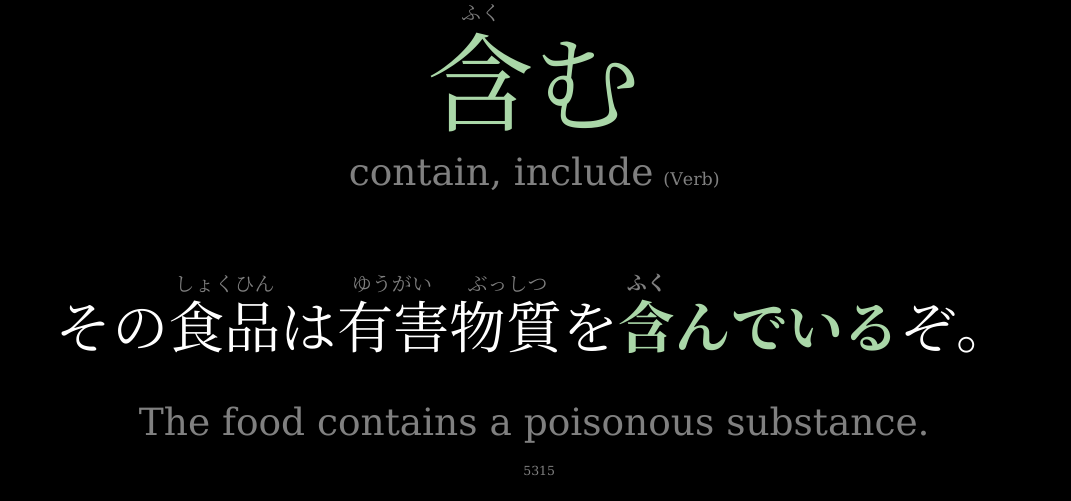 ふく
含む
contain, include (Verb)
しょくひん ゆうがい ぶっしつ ふく
その食品は有害物質を含んでいるぞ。
The food contains a poisonous substance.
5315